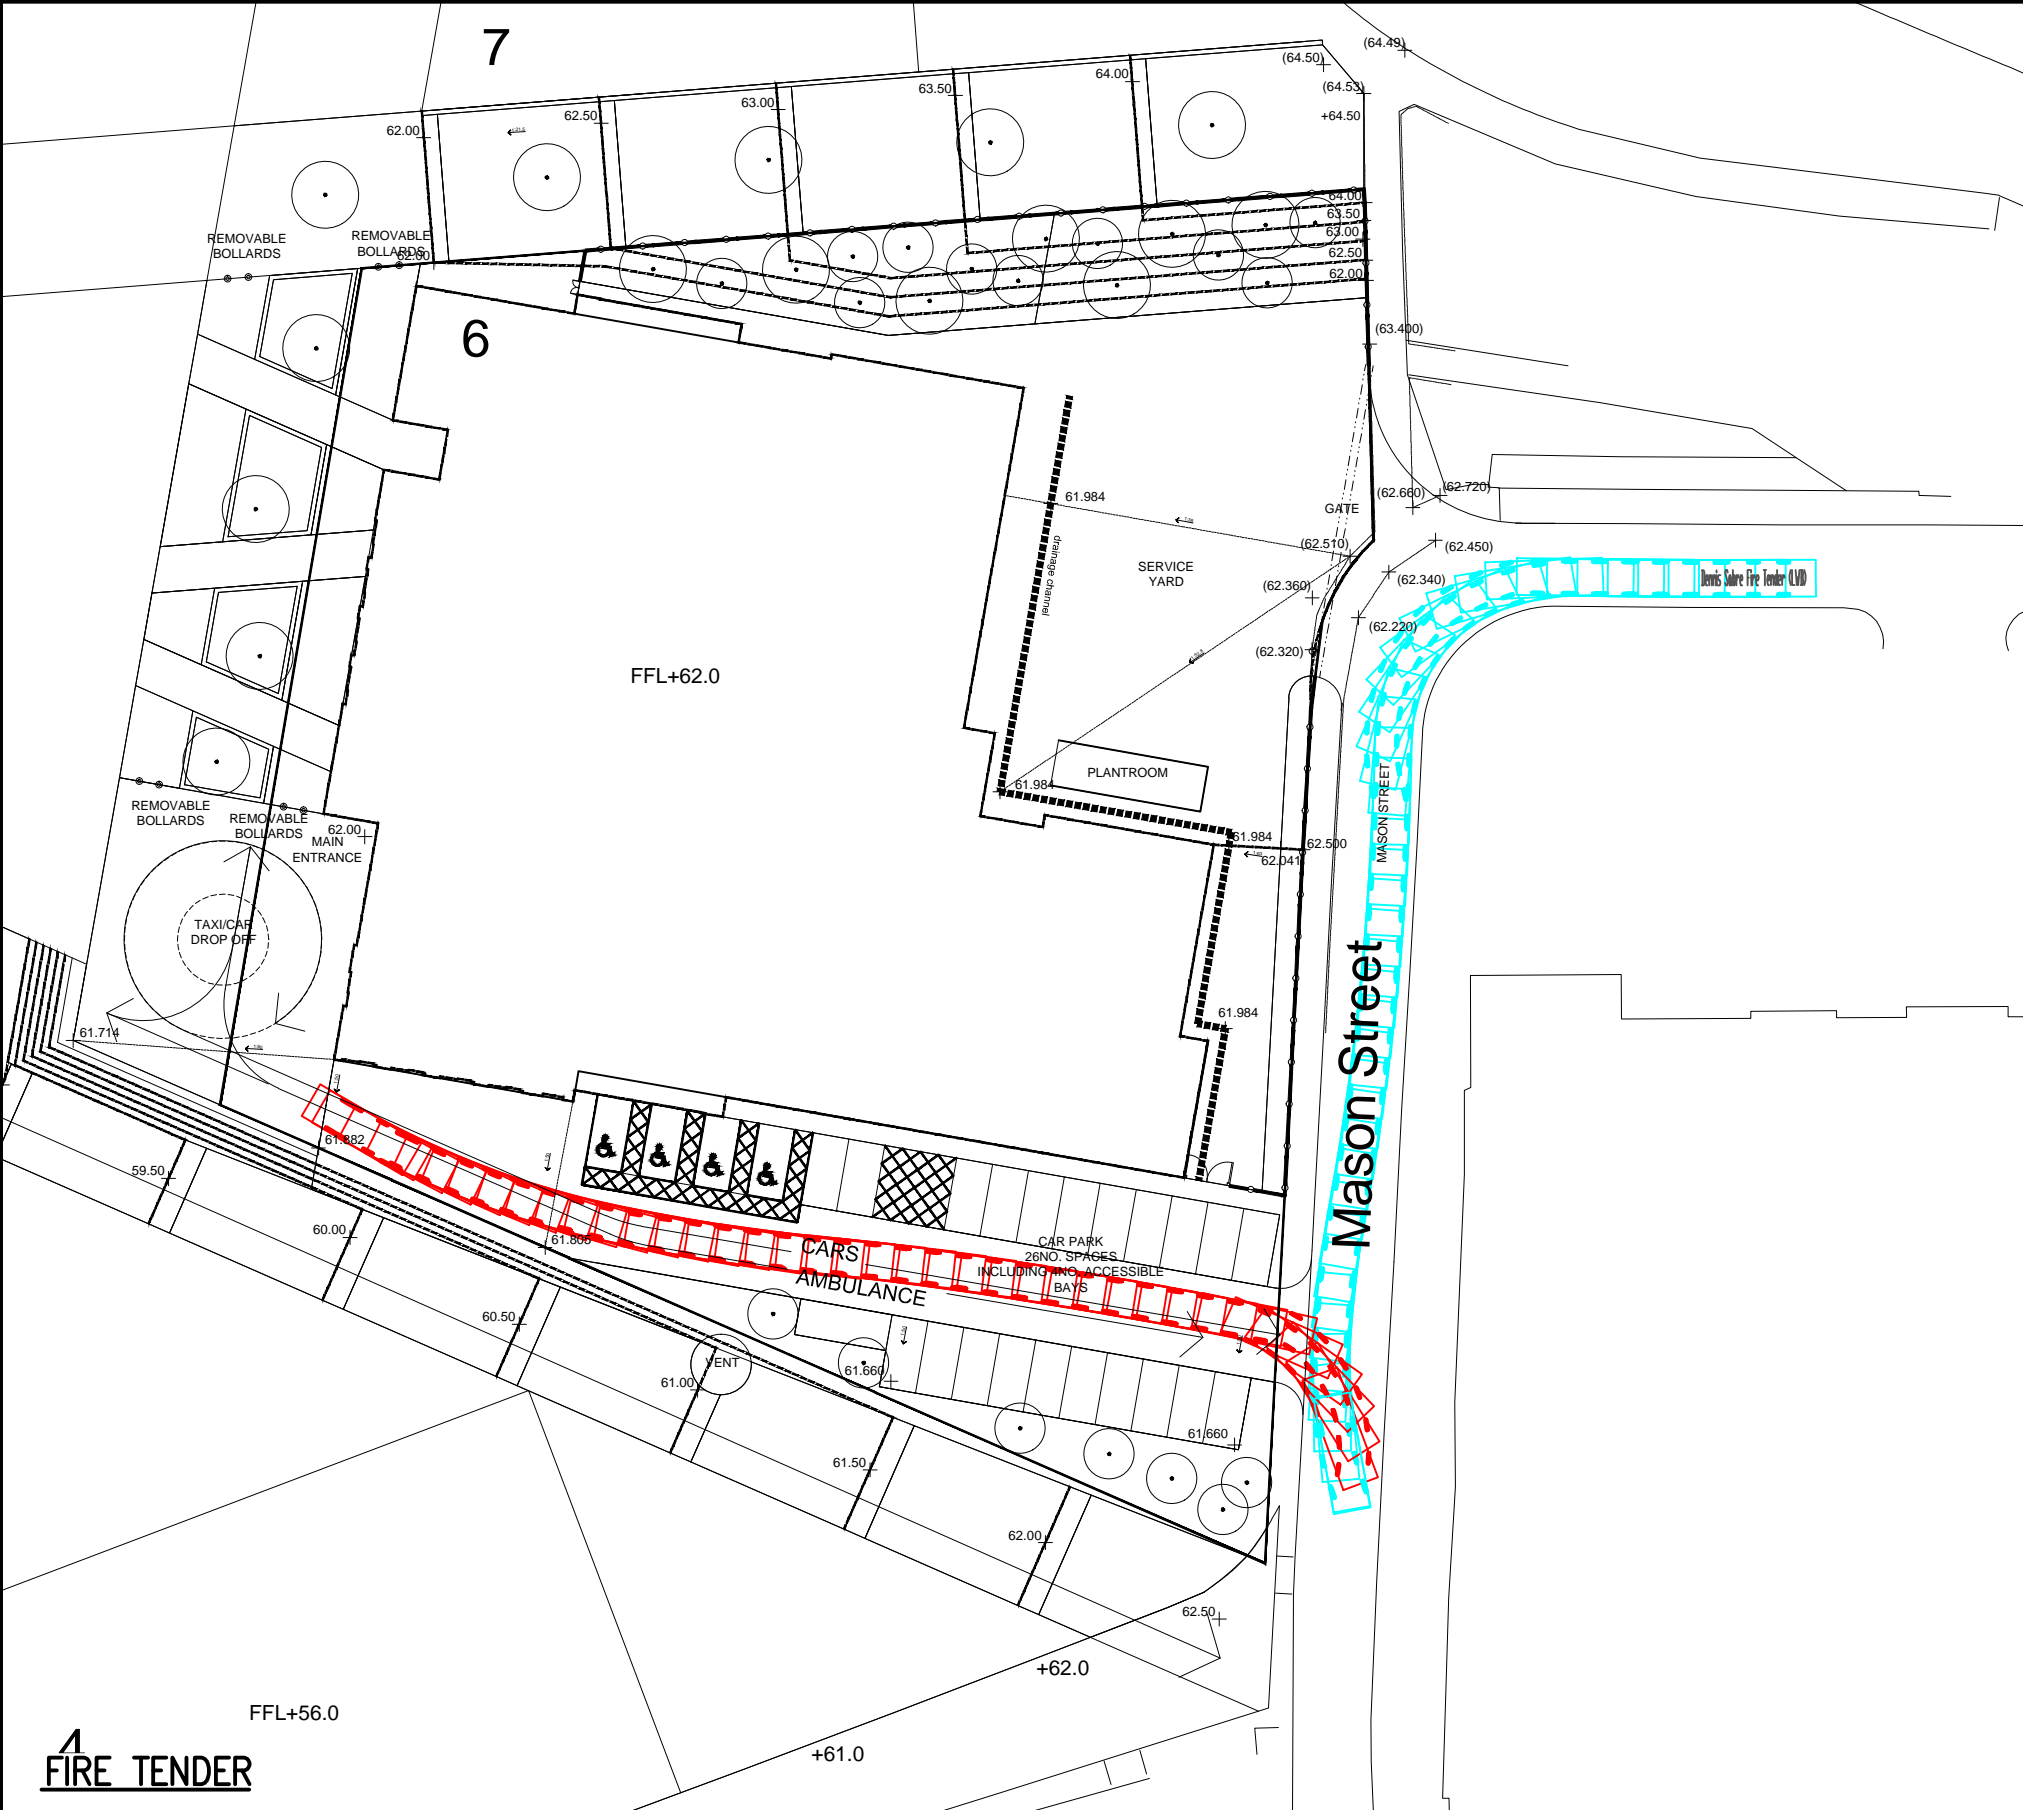 7
(64.49)
(64.50)
64.00
(64.53)
63.50
63.00
+64.50
62.50
62.00
64.00
63.50
REMOVABLE
BOLLARDS
REMOVABLE
BOLLARDS
62.00
63.00
62.50
62.00
6
(63.400)
61.984
(62.660)
(62.720)
GATE
drainage channel
SERVICE
YARD
(62.510)
(62.450)
(62.360)
(62.340)
Dennis Sabre Fire Tender (LWB)
(62.220)
(62.320)
FFL+62.0
PLANTROOM
61.984
MASON STREET
REMOVABLE
BOLLARDS
REMOVABLE
BOLLARDS
62.00
MAIN
ENTRANCE
61.984
62.500
62.041
TAXI/CAR
DROP OFF
Mason Street
61.714
61.984
61.882
59.50
60.00
61.806
CARS
AMBULANCE
CAR PARK
26NO. SPACES
INCLUDING 4NO. ACCESSIBLE
BAYS
60.50
VENT
61.00
61.660
61.660
61.50
62.00
62.50
+62.0
FFL+56.0
+61.0
4
FIRE TENDER